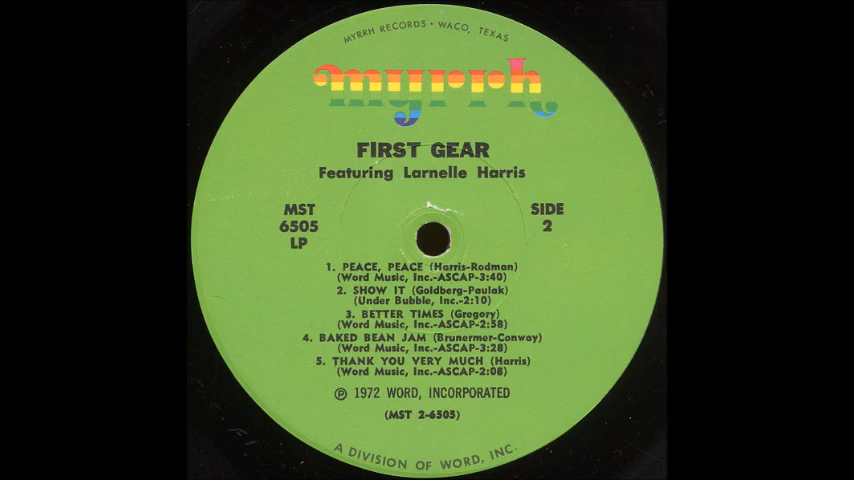 MYRRH RECORDS • WACO, TEXAS
myrrh
FIRST GEAR
Featuring Larnelle Harris
MST
6505
LP
SIDE
2
1. PEACE, PEACE (Harris-Rodman)
(Word Music, Inc.-ASCAP-3:40)
2. SHOW IT (Goldberg-Paulak)
(Under Bubble, Inc.-2:10)
3. BETTER TIMES (Gregory)
(Word Music, Inc.-ASCAP-2:58)
4. BAKED BEAN JAM (Brunermer-Conway)
(Word Music, Inc.-ASCAP-3:28)
5. THANK YOU VERY MUCH (Harris)
(Word Music, Inc.-ASCAP-2:08)
℗ 1972 WORD, INCORPORATED
(MST 2-6505)
A DIVISION OF WORD, INC.